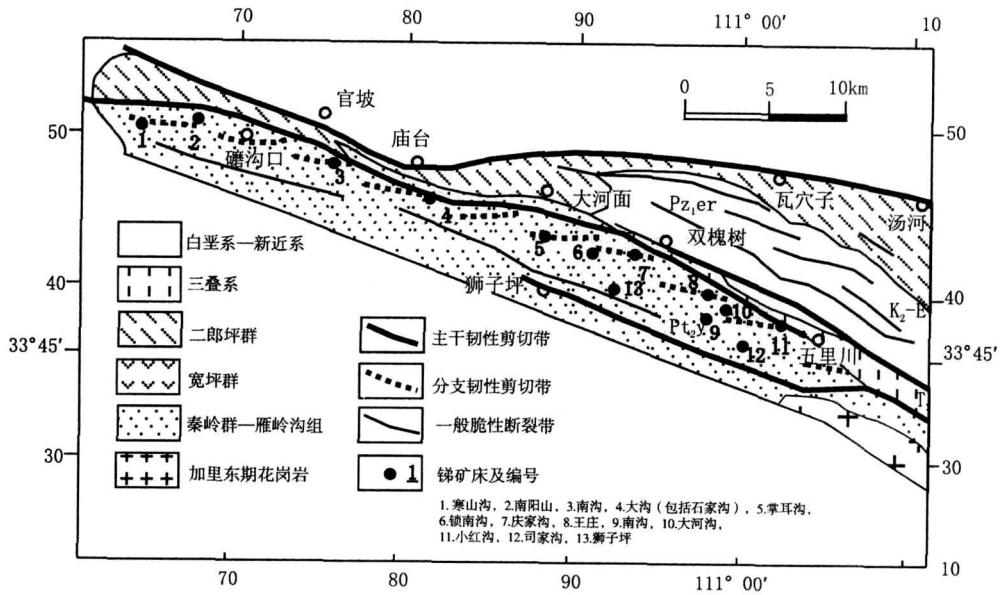 70
80
111° 00′
10
0
5
10km
官坡
庙台
大河面
瓦穴子
汤河
50
50
1
2
碾沟口
3
4
Pz₁er
双槐树
5
6
7
8
13
10
9
11
12
狮子坪
Pt₂y
五里川
K₂-E
T
40
40
33°45′
33°45′
30
30
10
白垩系—新近系
三叠系
二郎坪群
宽坪群
秦岭群—雁岭沟组
加里东期花岗岩
主干韧性剪切带
分支韧性剪切带
一般脆性断裂带
1 锑矿床及编号
1.寒山沟, 2.南阳山, 3.南沟, 4.大沟(包括石家沟), 5.掌耳沟,
6.锁南沟, 7.庆家沟, 8.王庄, 9.南沟, 10.大河沟,
11.小红沟, 12.司家沟, 13.狮子坪
70
80
90
111° 00′